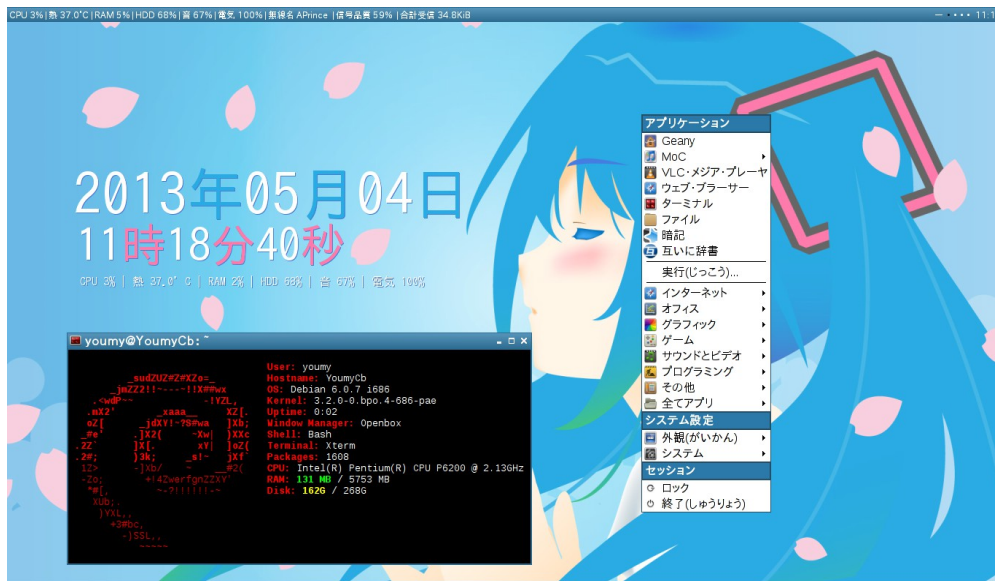 CPU 3%|熱 37.0°C|RAM 5%|HDD 68%|音 67%|電気 100%|無線名 APrince |信号品質 59% |合計受信 34.8KiB
2013年05月04日
11時18分40秒
CPU 3% | 熱 37.0° C | RAM 2% | HDD 68% | 音 67% | 電気 100%
youmy@YoumyCb: ~
User: youmy
Hostname: YoumyCb
OS: Debian 6.0.7 i686
Kernel: 3.2.0-0.bpo.4-686-pae
Uptime: 0:02
Window Manager: Openbox
Shell: Bash
Terminal: Xterm
Packages: 1608
CPU: Intel(R) Pentium(R) CPU P6200 @ 2.13GHz
RAM: 131 MB / 5753 MB
Disk: 162G / 268G
アプリケーション
Geany
MoC
VLC・メジア・プレーヤ
ウェブ・ブラーサー
ターミナル
ファイル
暗記
互いに辞書
実行(じっこう)...
インターネット
オフィス
グラフィック
ゲーム
サウンドとビデオ
プログラミング
その他
全てアプリ
システム設定
外観(がいかん)
システム
セッション
ロック
終了(しゅうりょう)